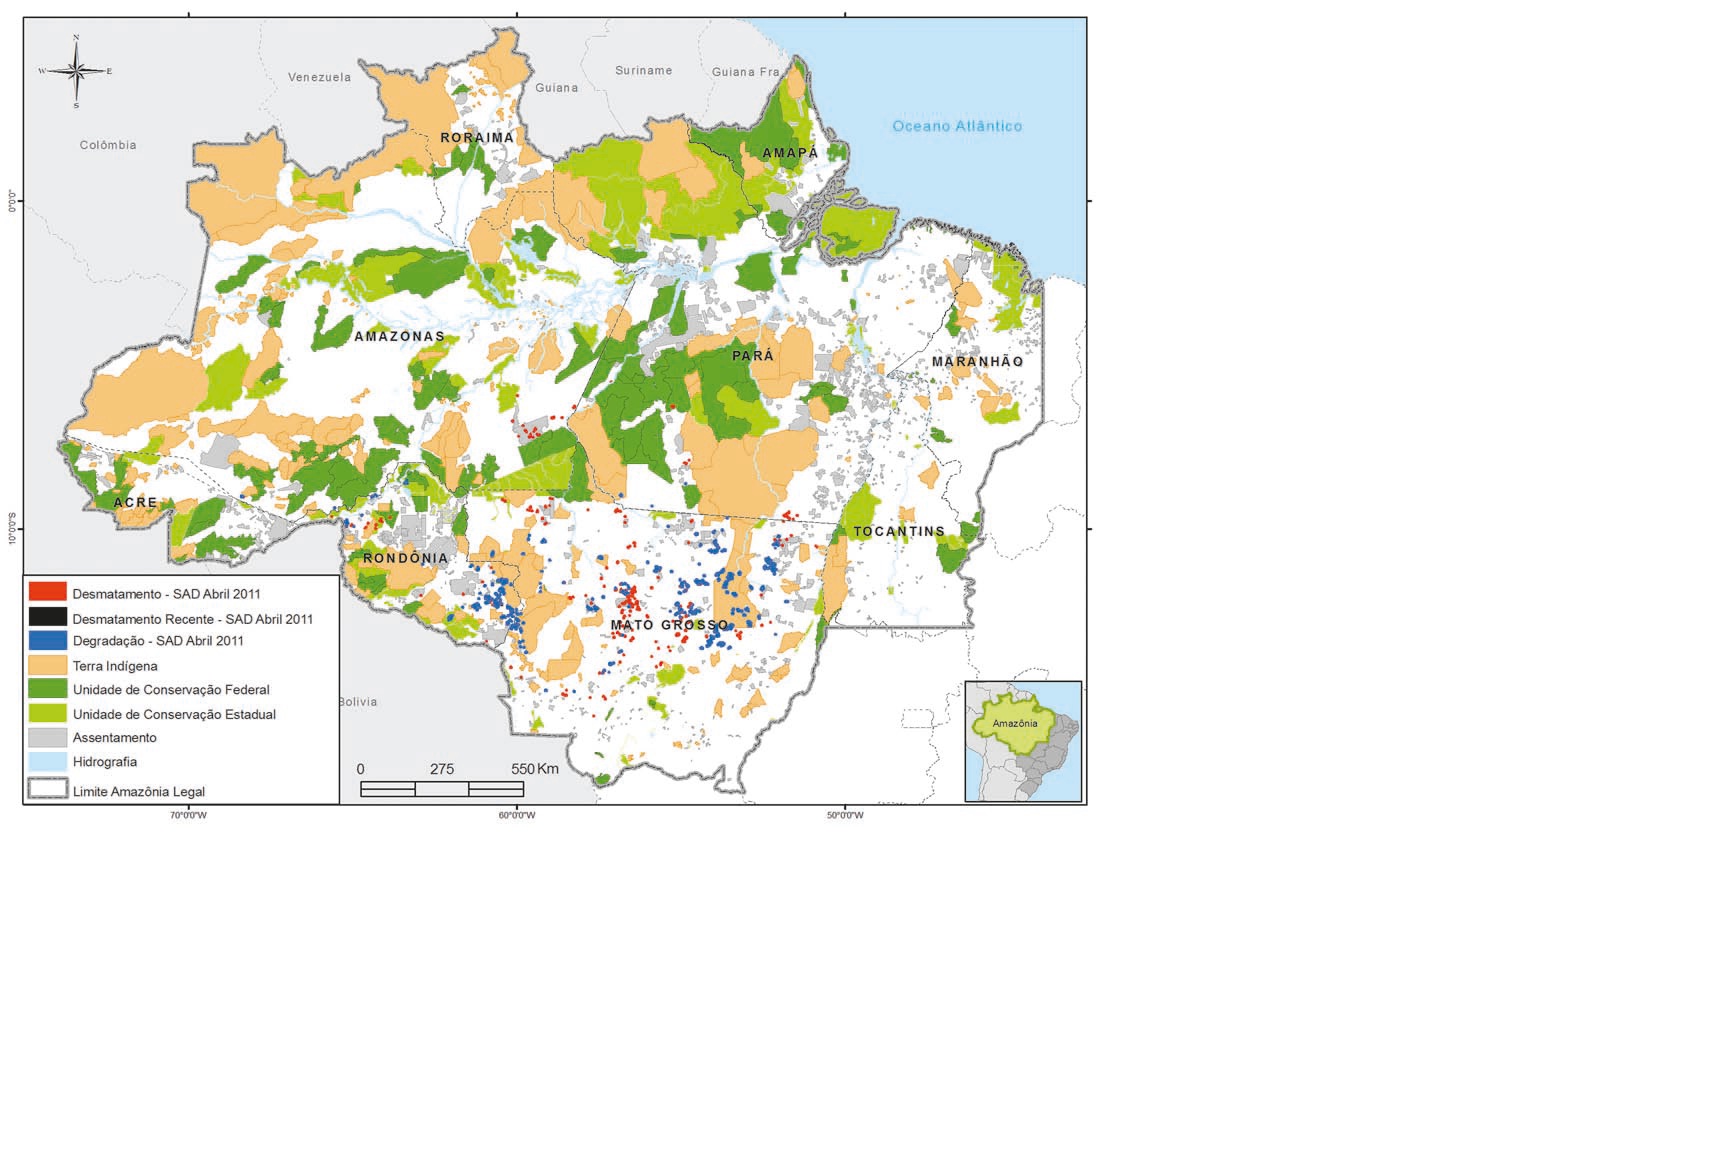 N
W E
S
Venezuela
Suriname
Guiana Fra
Guiana
Colômbia
Oceano Atlântico
RORAIMA
AMAPÁ
0°0'0"
AMAZONAS
PARÁ
MARANHÃO
ACRE
TOCANTINS
10°0'0"S
RONDÔNIA
MATO GROSSO
Bolivia
Desmatamento - SAD Abril 2011
Desmatamento Recente - SAD Abril 2011
Degradação - SAD Abril 2011
Terra Indígena
Unidade de Conservação Federal
Unidade de Conservação Estadual
Assentamento
Hidrografia
Limite Amazônia Legal
0 275 550 Km
Amazônia
70°0'0"W 60°0'0"W 50°0'0"W